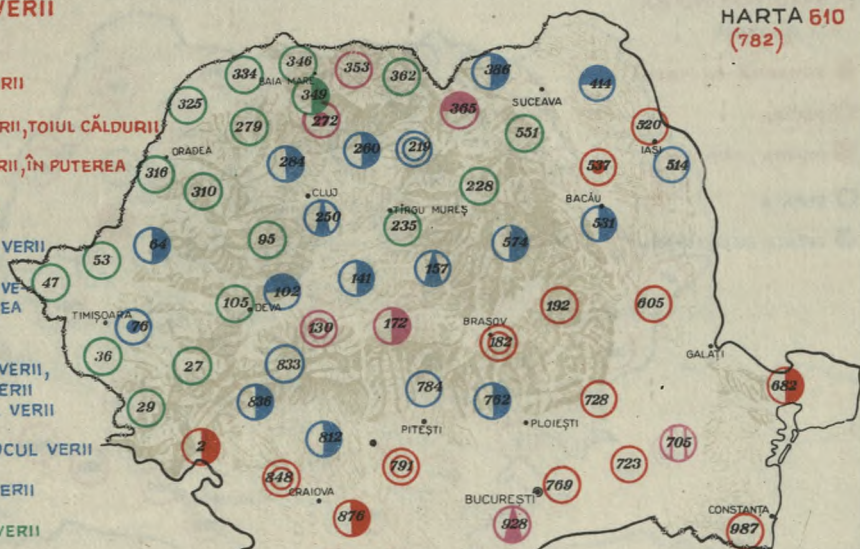 VERII
HARTA 610
(782)
RII
RII, TOIUL CĂLDURII
RII, ÎN PUTEREA
VERII
VE-
EA
VERII,
ERII
VERII
OCUL VERII
ERII
VERII
346
353
362
386
334
BAIA MARE
349
414
325
365
SUCEAVA
272
279
551
520
IAȘI
ORADEA
284
260
219
537
514
316
310
228
CLUJ
BACĂU
TÎRGU MUREȘ
250
235
531
64
95
574
53
47
141
157
102
105
DEVA
192
605
TIMIȘOARA
76
130
172
BRAȘOV
182
GALAȚI
36
27
833
682
29
836
784
762
728
PITEȘTI
PLOIEȘTI
2
812
705
848
791
723
CRAIOVA
769
BUCUREȘTI
876
928
CONSTANȚA
987